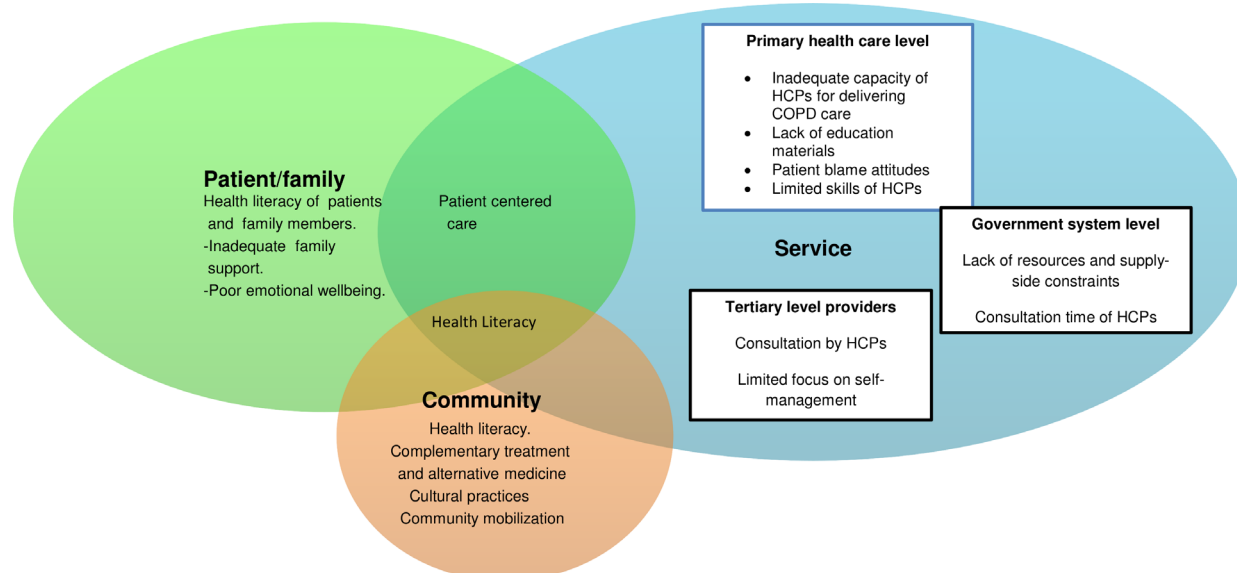 Patient/family
Health literacy of patients
and family members.
-Inadequate family
support.
-Poor emotional wellbeing.
Patient centered
care
Health Literacy
Community
Health literacy.
Complementary treatment
and alternative medicine
Cultural practices
Community mobilization
Service
Primary health care level
• Inadequate capacity of
HCPs for delivering
COPD care
• Lack of education
materials
• Patient blame attitudes
• Limited skills of HCPs
Government system level
Lack of resources and supply-
side constraints
Consultation time of HCPs
Tertiary level providers
Consultation by HCPs
Limited focus on self-
management